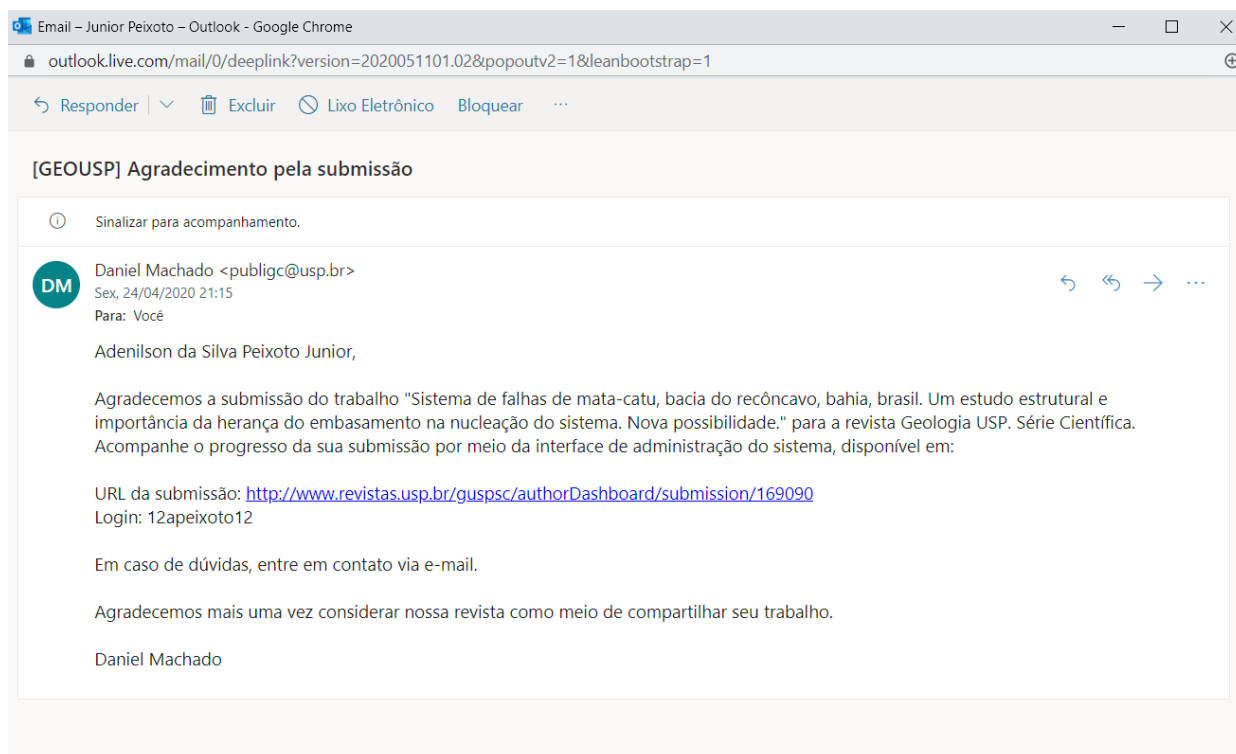 Email – Junior Peixoto – Outlook - Google Chrome
outlook.live.com/mail/0/deeplink?version=2020051101.02&popoutv2=1&leanbootstrap=1
Responder Excluir Lixo Eletrônico Bloquear ...
[GEOUSP] Agradecimento pela submissão
Sinalizar para acompanhamento.
DM
Daniel Machado <publigc@usp.br>
Sex, 24/04/2020 21:15
Para: Você
Adenilson da Silva Peixoto Junior,
Agradecemos a submissão do trabalho "Sistema de falhas de mata-catu, bacia do recôncavo, bahia, brasil. Um estudo estrutural e
importância da herança do embasamento na nucleação do sistema. Nova possibilidade." para a revista Geologia USP. Série Científica.
Acompanhe o progresso da sua submissão por meio da interface de administração do sistema, disponível em:
URL da submissão: http://www.revistas.usp.br/guspsc/authorDashboard/submission/169090
Login: 12apeixoto12
Em caso de dúvidas, entre em contato via e-mail.
Agradecemos mais uma vez considerar nossa revista como meio de compartilhar seu trabalho.
Daniel Machado